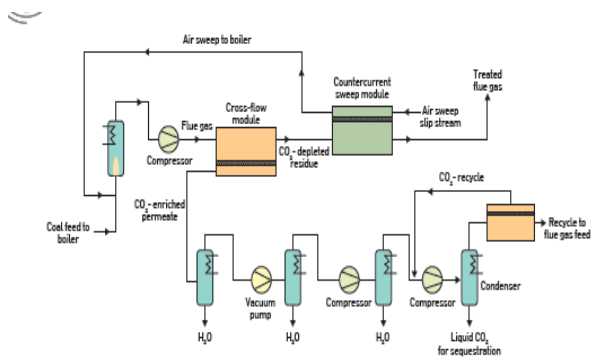 Air sweep to boiler
Treated
flue gas
Countercurrent
sweep module
Cross-flow
module
Flue gas
Air sweep
slip stream
Compressor
CO₂- depleted
residue
CO₂- recycle
CO₂- enriched
permeate
Coal feed to
boiler
Recycle to
flue gas feed
Vacuum
pump
Compressor
Compressor
Condenser
H₂O
H₂O
H₂O
Liquid CO₂
for sequestration